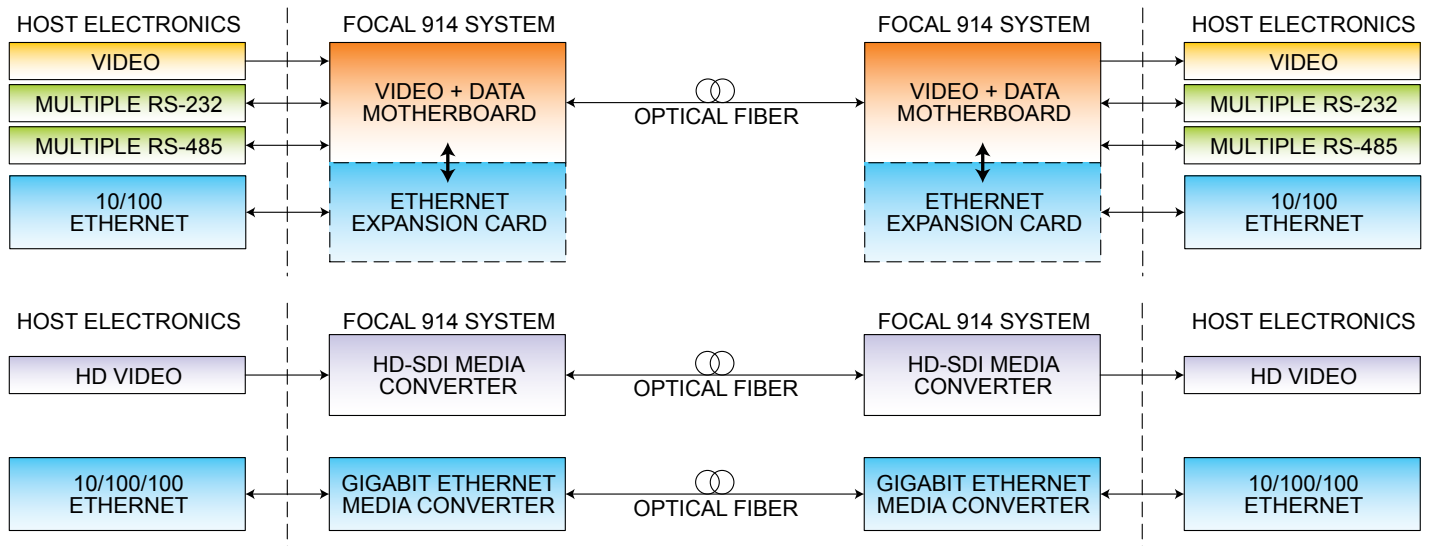 HOST ELECTRONICS
FOCAL 914 SYSTEM
FOCAL 914 SYSTEM
HOST ELECTRONICS
VIDEO
MULTIPLE RS-232
MULTIPLE RS-485
10/100
ETHERNET
VIDEO + DATA
MOTHERBOARD
ETHERNET
EXPANSION CARD
OPTICAL FIBER
VIDEO + DATA
MOTHERBOARD
ETHERNET
EXPANSION CARD
VIDEO
MULTIPLE RS-232
MULTIPLE RS-485
10/100
ETHERNET
HOST ELECTRONICS
FOCAL 914 SYSTEM
FOCAL 914 SYSTEM
HOST ELECTRONICS
HD VIDEO
HD-SDI MEDIA
CONVERTER
OPTICAL FIBER
HD-SDI MEDIA
CONVERTER
HD VIDEO
10/100/100
ETHERNET
GIGABIT ETHERNET
MEDIA CONVERTER
OPTICAL FIBER
GIGABIT ETHERNET
MEDIA CONVERTER
10/100/100
ETHERNET